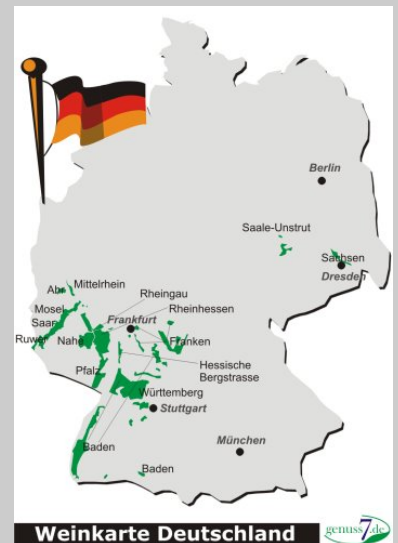 Berlin
Saale-Unstrut
Sachsen
Dresden
Ahr
Mittelrhein
Rheingau
Mosel
Rheinhessen
Saar
Frankfurt
Ruwer
Nahe
Franken
Pfalz
Hessische
Bergstrasse
Württemberg
Stuttgart
Baden
München
Baden
Weinkarte Deutschland
genuss7.de